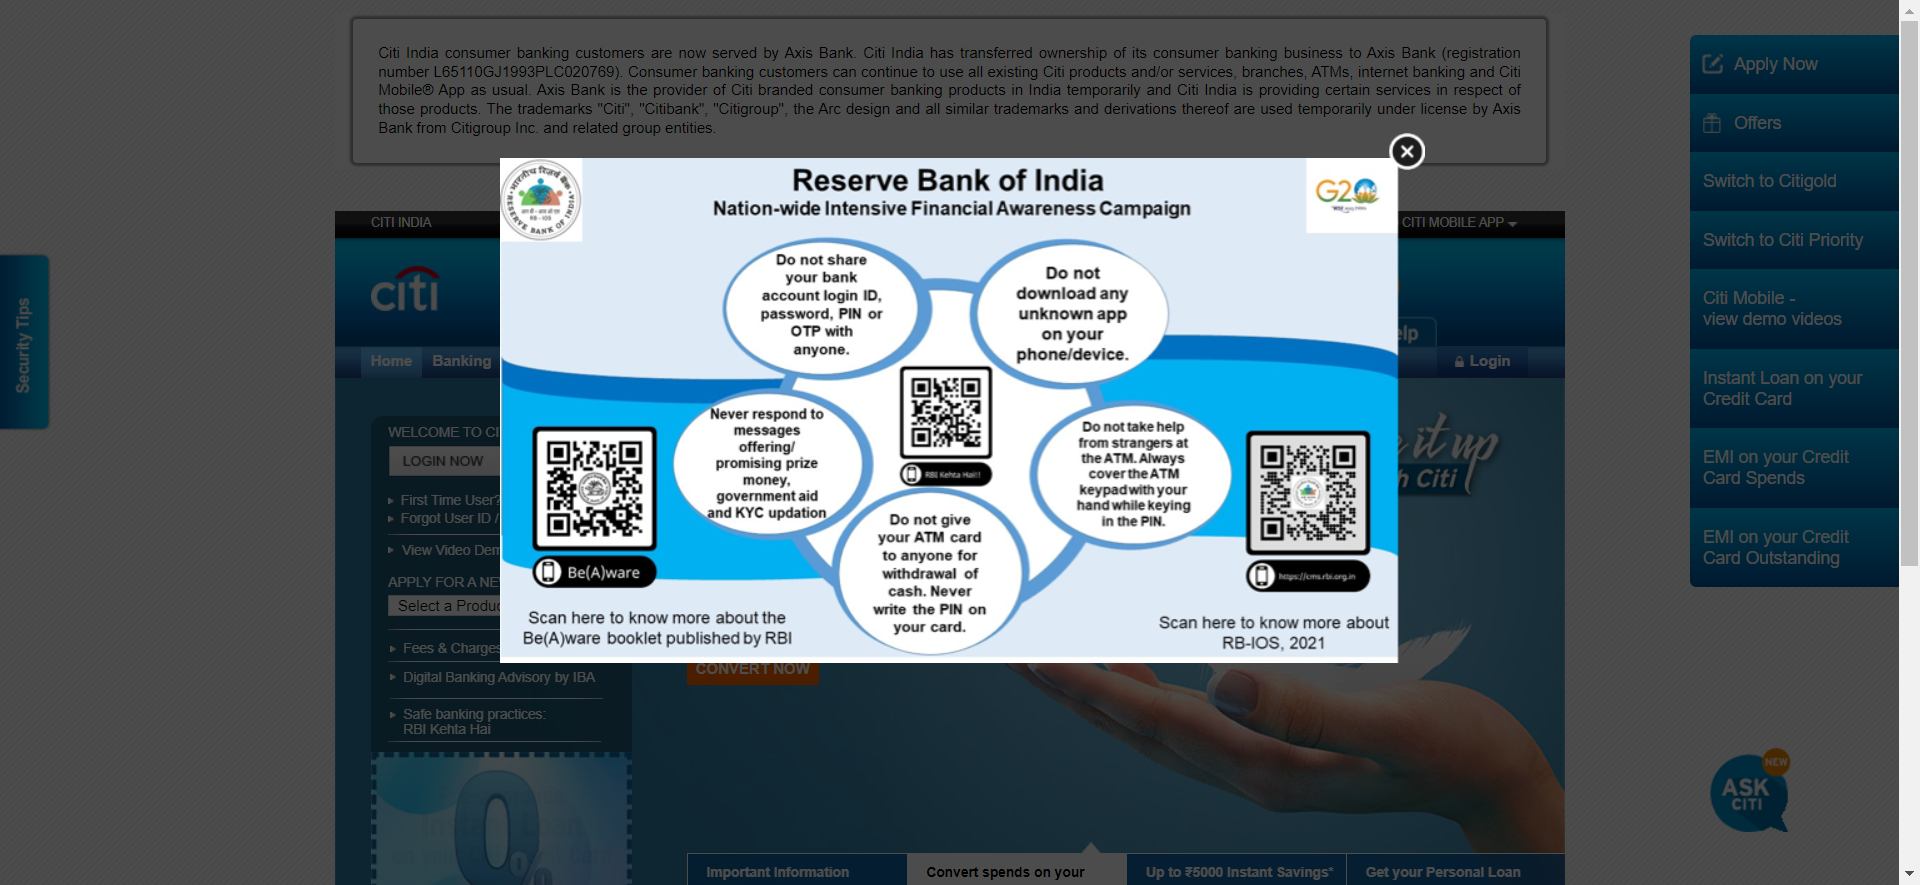 Citi India consumer banking customers are now served by Axis Bank. Citi India has transferred ownership of its consumer banking business to Axis Bank (registration
number L65110GJ1993PLC020769). Consumer banking customers can continue to use all existing Citi products and/or services, branches, ATMs, internet banking and Citi
Mobile® App as usual. Axis Bank is the provider of Citi branded consumer banking products in India temporarily and Citi India is providing certain services in respect of
those products. The trademarks "Citi", "Citibank", "Citigroup", the Arc design and all similar trademarks and derivations thereof are used temporarily under license by Axis
Bank from Citigroup Inc. and related group entities.
Apply Now
Offers
Switch to Citigold
Switch to Citi Priority
Citi Mobile -
view demo videos
Instant Loan on your
Credit Card
EMI on your Credit
Card Spends
EMI on your Credit
Card Outstanding
Security Tips
CITI INDIA
CITI MOBILE APP
citi
Home
Banking
elp
Login
Reserve Bank of India
Nation-wide Intensive Financial Awareness Campaign
भारतीय रिज़र्व बैंक
RB - IOS
RESERVE BANK OF INDIA
G20
Do not share
your bank
account login ID,
password, PIN or
OTP with
anyone.
Do not
download any
unknown app
on your
phone/device.
Never respond to
messages
offering/
promising prize
money,
government aid
and KYC updation
RBI Kehta Hai!!
Do not take help
from strangers at
the ATM. Always
cover the ATM
keypad with your
hand while keying
in the PIN.
Do not give
your ATM card
to anyone for
withdrawal of
cash. Never
write the PIN on
your card.
Be(A)ware
Scan here to know more about the
Be(A)ware booklet published by RBI
https://cms.rbi.org.in
Scan here to know more about
RB-IOS, 2021
WELCOME TO CI
LOGIN NOW
First Time User?
Forgot User ID /
View Video Dem
APPLY FOR A NE
Select a Produc
Fees & Charges
Digital Banking Advisory by IBA
Safe banking practices:
RBI Kehta Hai
e it up
h Citi
CONVERT NOW
0%
ASK
CITI
NEW
Important Information
Convert spends on your
Up to ₹5000 Instant Savings*
Get your Personal Loan